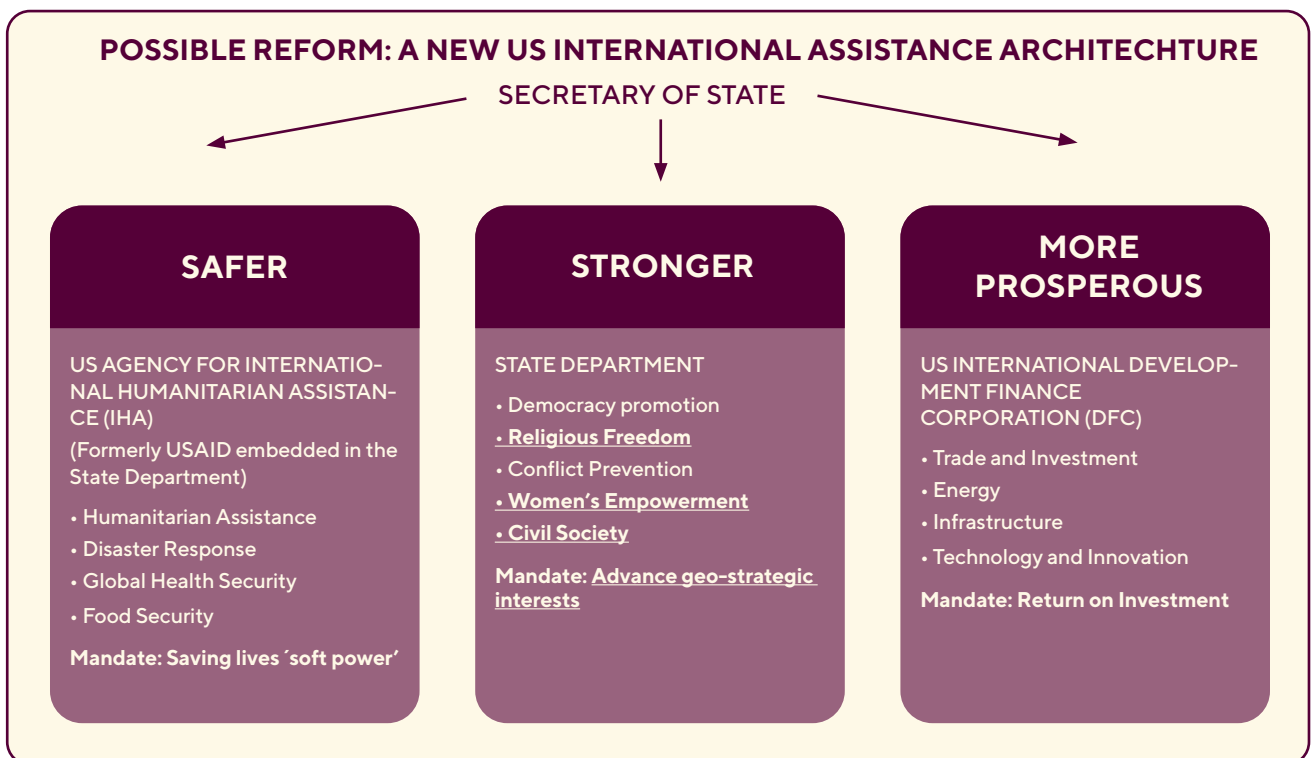 POSSIBLE REFORM: A NEW US INTERNATIONAL ASSISTANCE ARCHITECHTURE
SECRETARY OF STATE
SAFER
US AGENCY FOR INTERNATIO-
NAL HUMANITARIAN ASSISTAN-
CE (IHA)
(Formerly USAID embedded in the
State Department)
• Humanitarian Assistance
• Disaster Response
• Global Health Security
• Food Security
Mandate: Saving lives ´soft power’
STRONGER
STATE DEPARTMENT
• Democracy promotion
• Religious Freedom
• Conflict Prevention
• Women’s Empowerment
• Civil Society
Mandate: Advance geo-strategic
interests
MORE
PROSPEROUS
US INTERNATIONAL DEVELOP-
MENT FINANCE
CORPORATION (DFC)
• Trade and Investment
• Energy
• Infrastructure
• Technology and Innovation
Mandate: Return on Investment